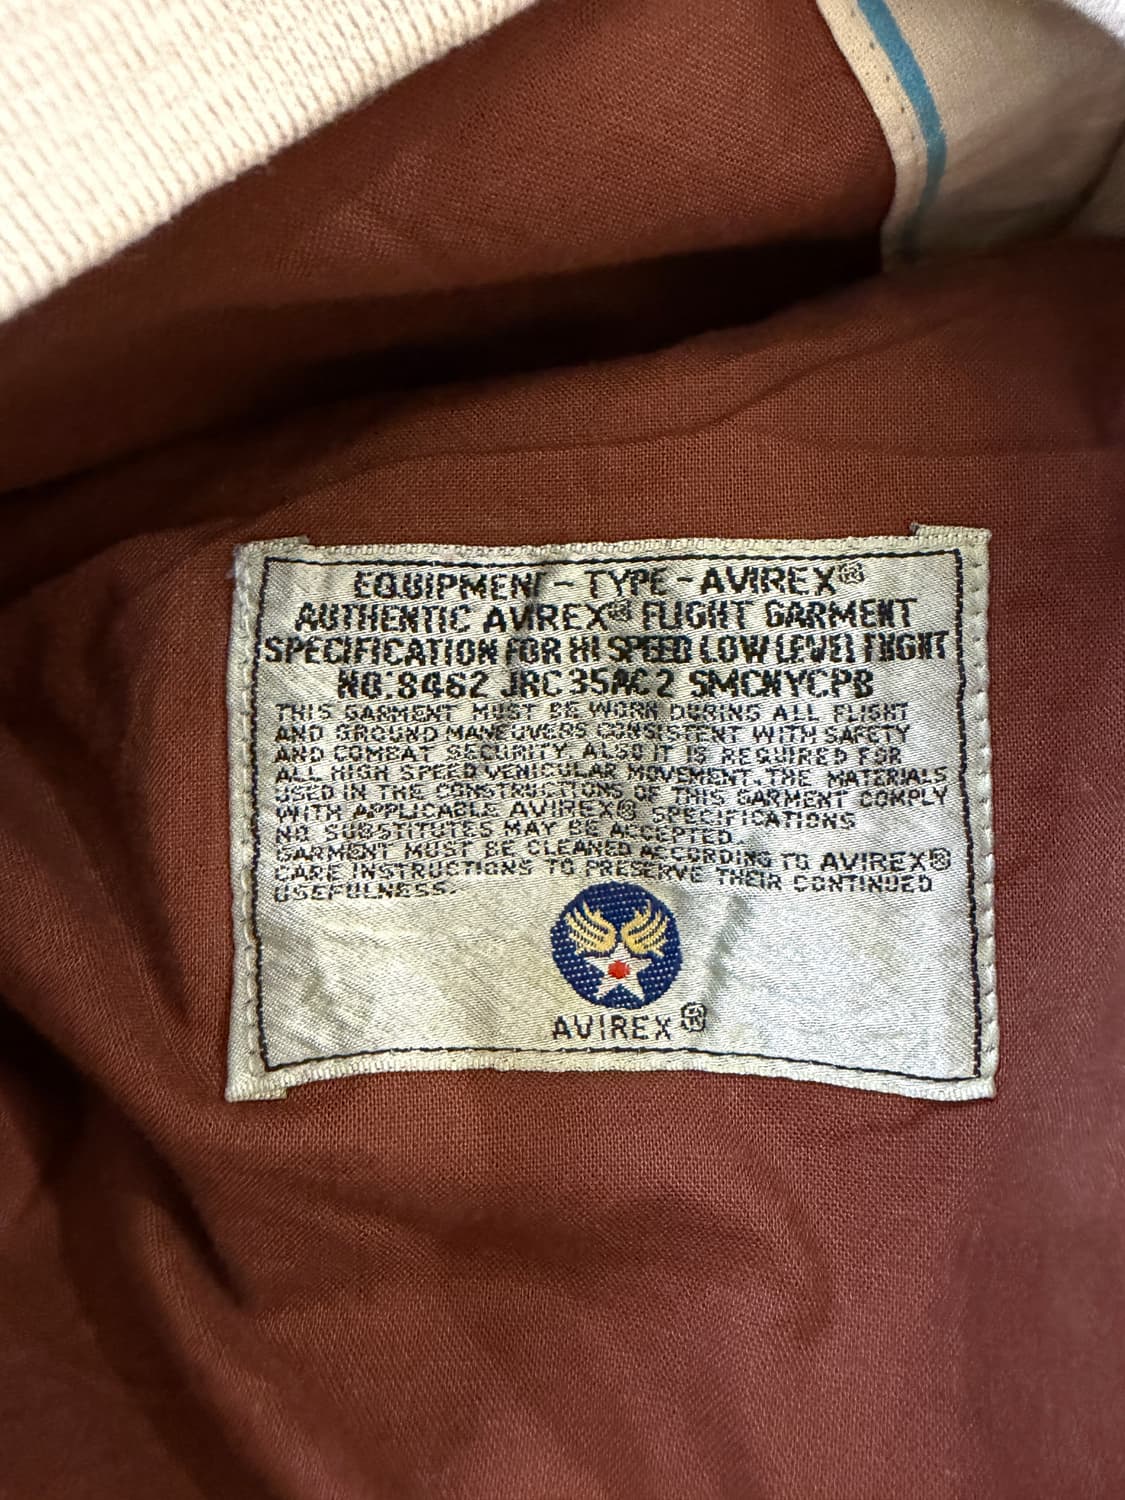 EQUIPMENT - TYPE - AVIREX®
AUTHENTIC AVIREX® FLIGHT GARMENT
SPECIFICATION FOR HI SPEED LOW LEVEL FLIGHT
NO:8462 JRC 35AC2 SMCNYCPB
THIS GARMENT MUST BE WORN DURING ALL FLIGHT
AND GROUND MANEUVERS CONSISTENT WITH SAFETY
AND COMBAT SECURITY. ALSO IT IS REQUIRED FOR
ALL HIGH SPEED VEHICULAR MOVEMENT. THE MATERIALS
USED IN THE CONSTRUCTIONS OF THIS GARMENT COMPLY
WITH APPLICABLE AVIREX® SPECIFICATIONS
NO SUBSTITUTES MAY BE ACCEPTED.
GARMENT MUST BE CLEANED ACCORDING TO AVIREX®
CARE INSTRUCTIONS TO PRESERVE THEIR CONTINUED
USEFULNESS.
AVIREX®